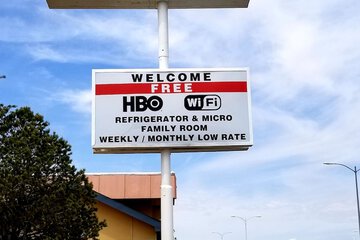 WELCOME
FREE
HBO WiFi
REFRIGERATOR & MICRO
FAMILY ROOM
WEEKLY / MONTHLY LOW RATE